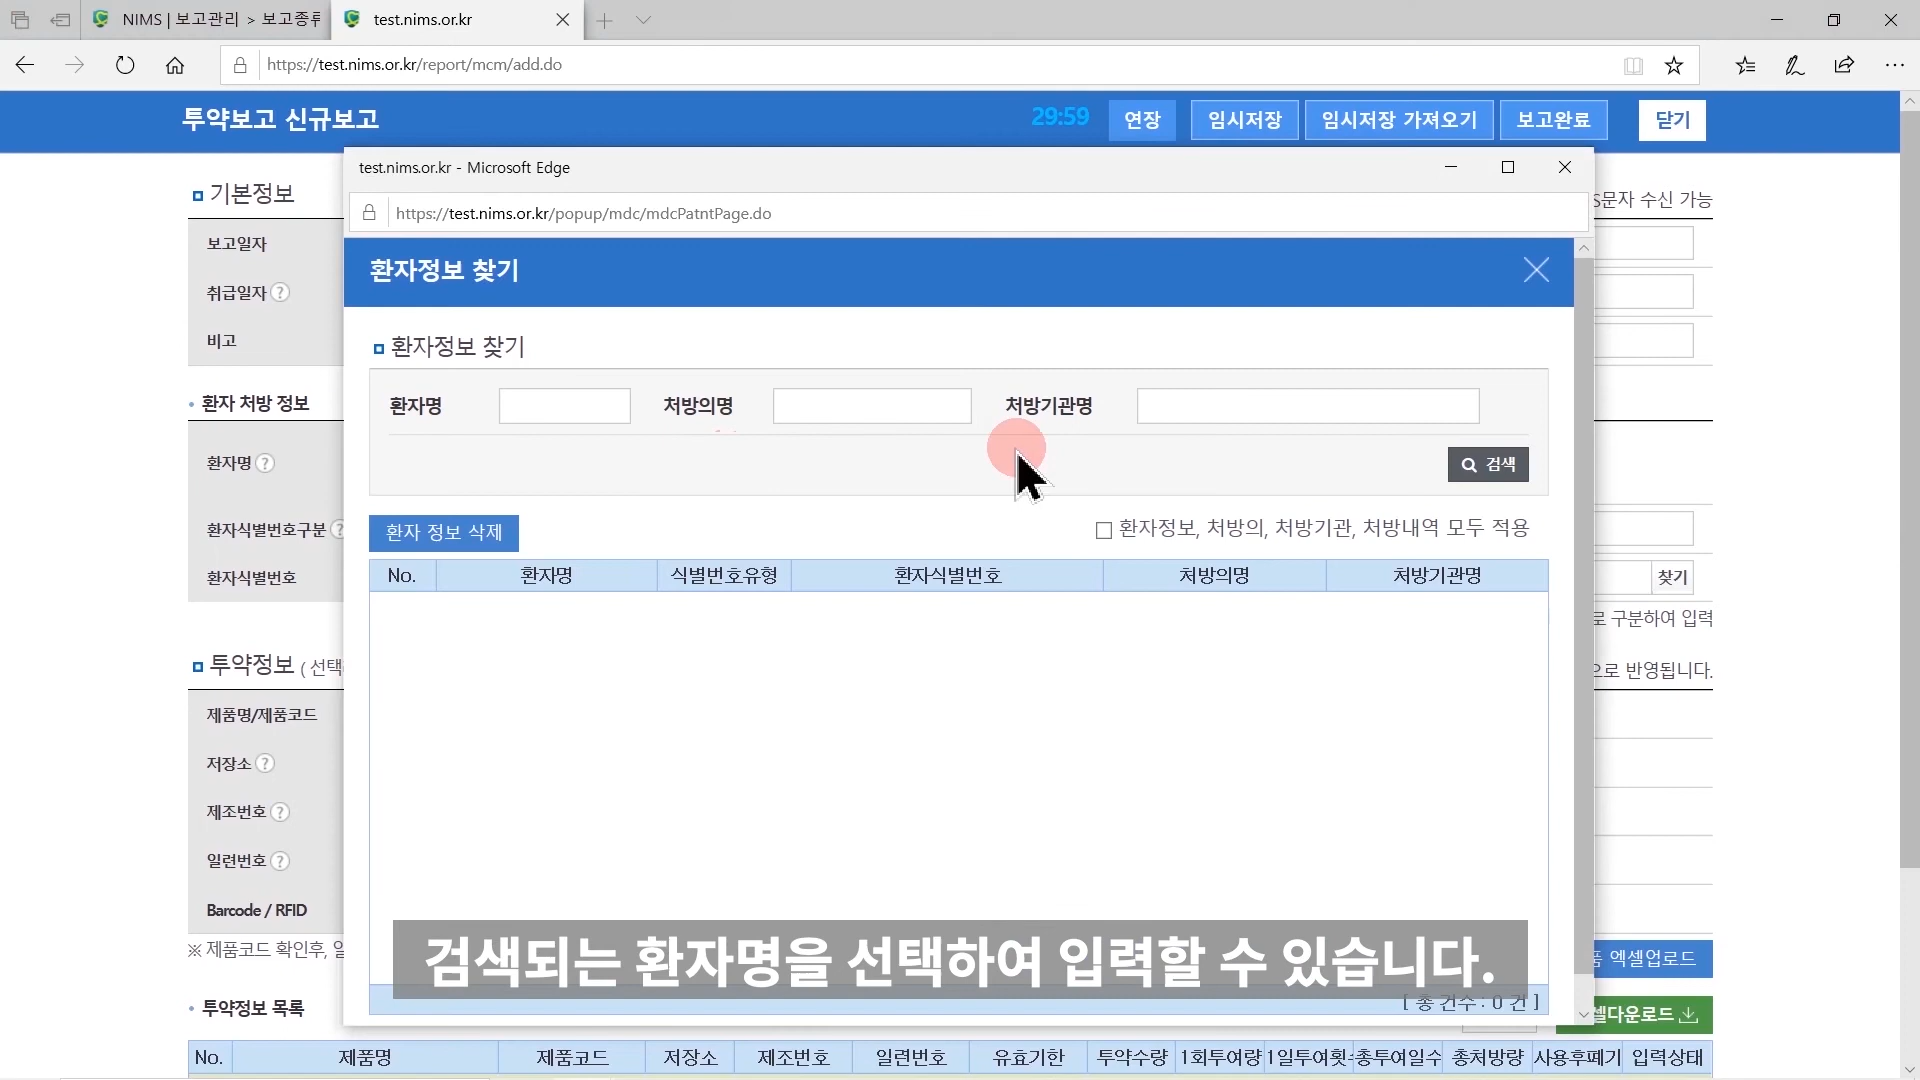 NIMS | 보고관리 > 보고종류
test.nims.or.kr
https://test.nims.or.kr/report/mcm/add.do
투약보고 신규보고
29:59
연장
임시저장
임시저장 가져오기
보고완료
닫기
test.nims.or.kr - Microsoft Edge
https://test.nims.or.kr/popup/mdc/mdcPatntPage.do
기본정보
문자 수신 가능
보고일자
취급일자 ?
비고
환자정보 찾기
환자정보 찾기
환자명
처방의명
처방기관명
검색
환자 처방 정보
환자명 ?
환자식별번호구분 ?
환자식별번호
찾기
로 구분하여 입력
환자 정보 삭제
환자정보, 처방의, 처방기관, 처방내역 모두 적용
No. 환자명 식별번호유형 환자식별번호 처방의명 처방기관명
투약정보 ( 선택
으로 반영됩니다.
제품명/제품코드
저장소 ?
제조번호 ?
일련번호 ?
Barcode / RFID
※ 제품코드 확인후, 일
엑셀업로드
검색되는 환자명을 선택하여 입력할 수 있습니다.
[ 총 건수 : 0 건 ]
투약정보 목록
셀다운로드
No. 제품명 제품코드 저장소 제조번호 일련번호 유효기한 투약수량 1회투여량 1일투여횟 총투여일수 총처방량 사용후폐기 입력상태